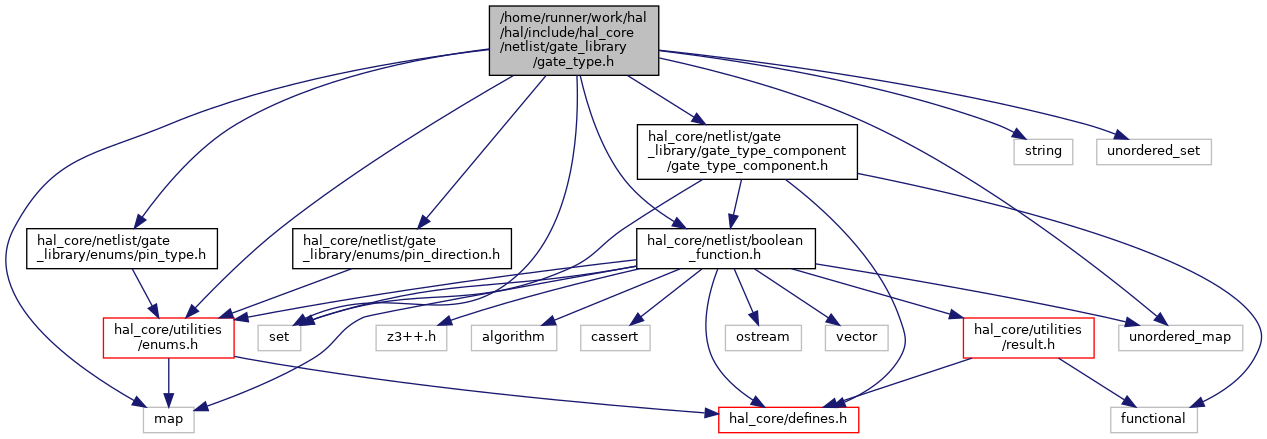 /home/runner/work/hal
/hal/include/hal_core
/netlist/gate_library
/gate_type.h
hal_core/netlist/gate
_library/gate_type_component
/gate_type_component.h
string
unordered_set
hal_core/netlist/gate
_library/enums/pin_type.h
hal_core/netlist/gate
_library/enums/pin_direction.h
hal_core/netlist/boolean
_function.h
hal_core/utilities
/enums.h
set
z3++.h
algorithm
cassert
ostream
vector
hal_core/utilities
/result.h
unordered_map
map
hal_core/defines.h
functional